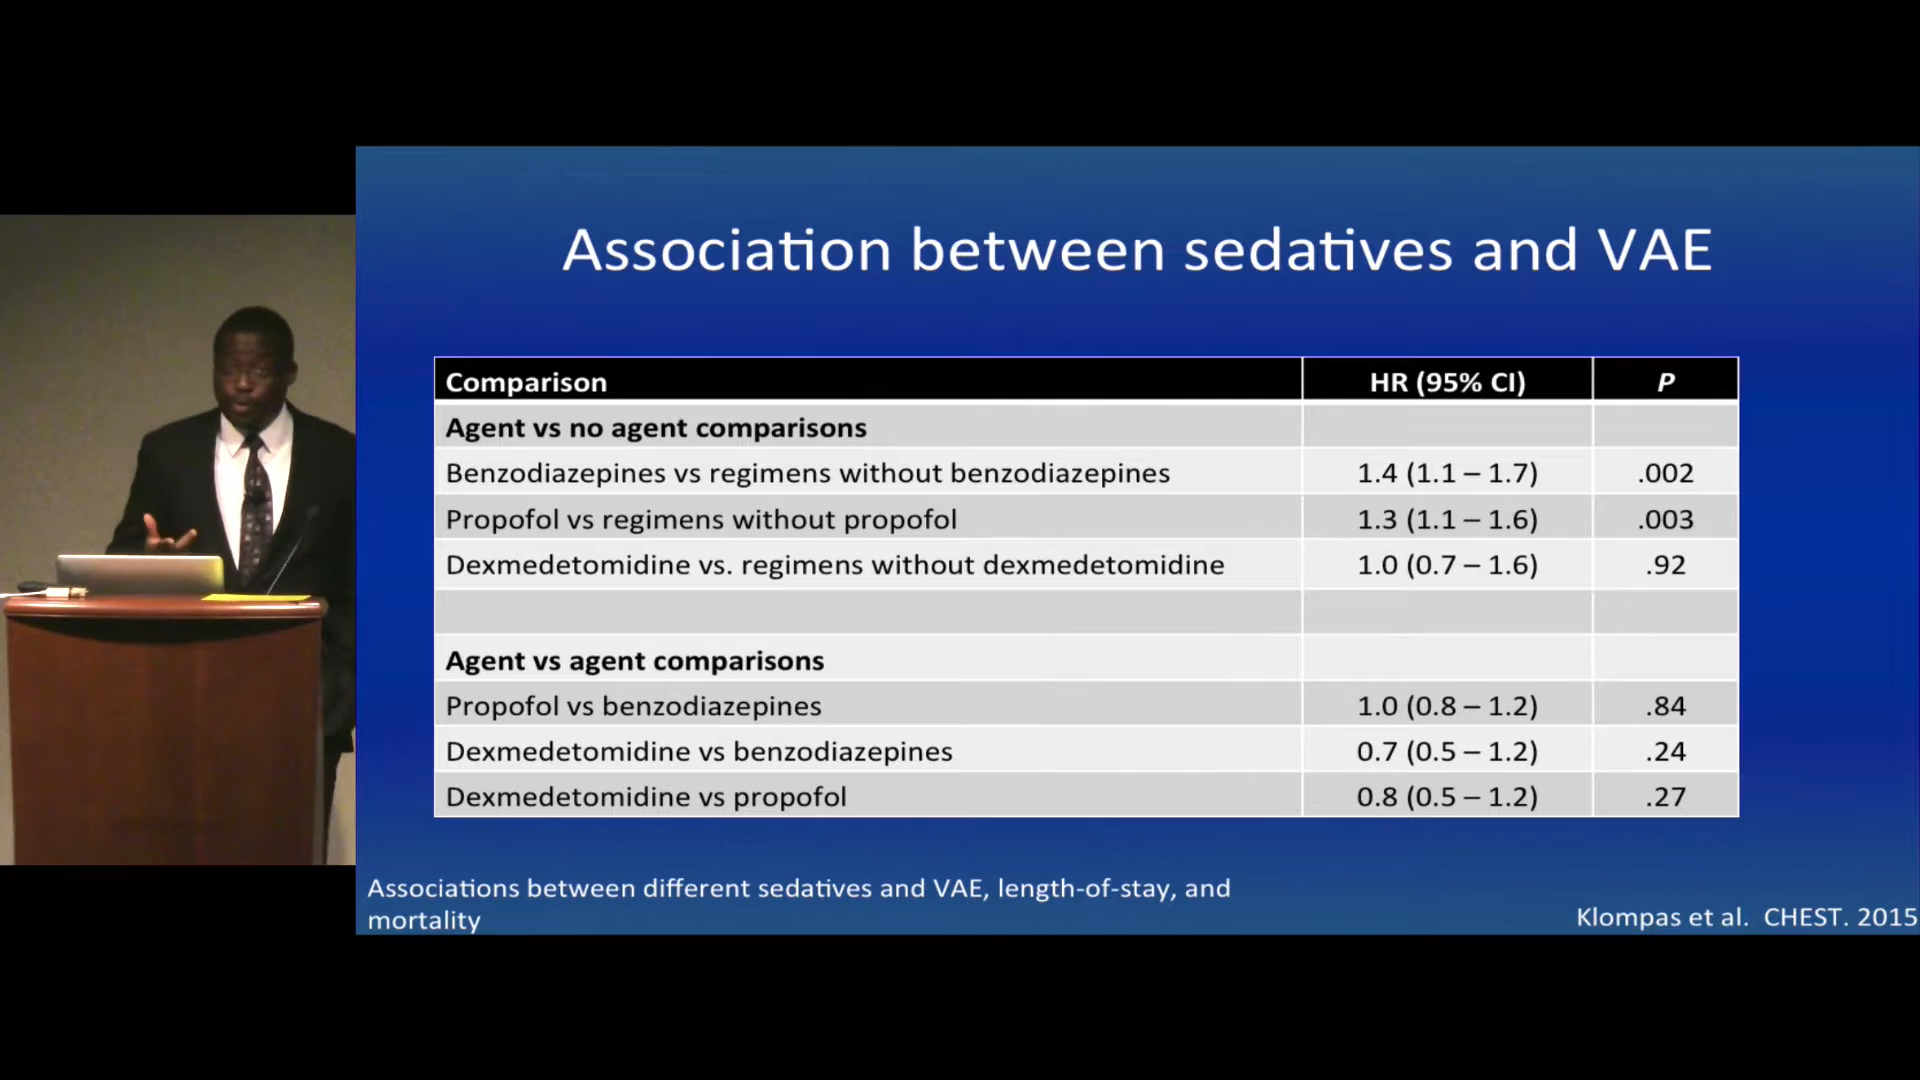 Association between sedatives and VAE
Comparison HR (95% CI) P
Agent vs no agent comparisons
Benzodiazepines vs regimens without benzodiazepines 1.4 (1.1 – 1.7) .002
Propofol vs regimens without propofol 1.3 (1.1 – 1.6) .003
Dexmedetomidine vs. regimens without dexmedetomidine 1.0 (0.7 – 1.6) .92
Agent vs agent comparisons
Propofol vs benzodiazepines 1.0 (0.8 – 1.2) .84
Dexmedetomidine vs benzodiazepines 0.7 (0.5 – 1.2) .24
Dexmedetomidine vs propofol 0.8 (0.5 – 1.2) .27
Associations between different sedatives and VAE, length-of-stay, and
mortality
Klompas et al. CHEST. 2015